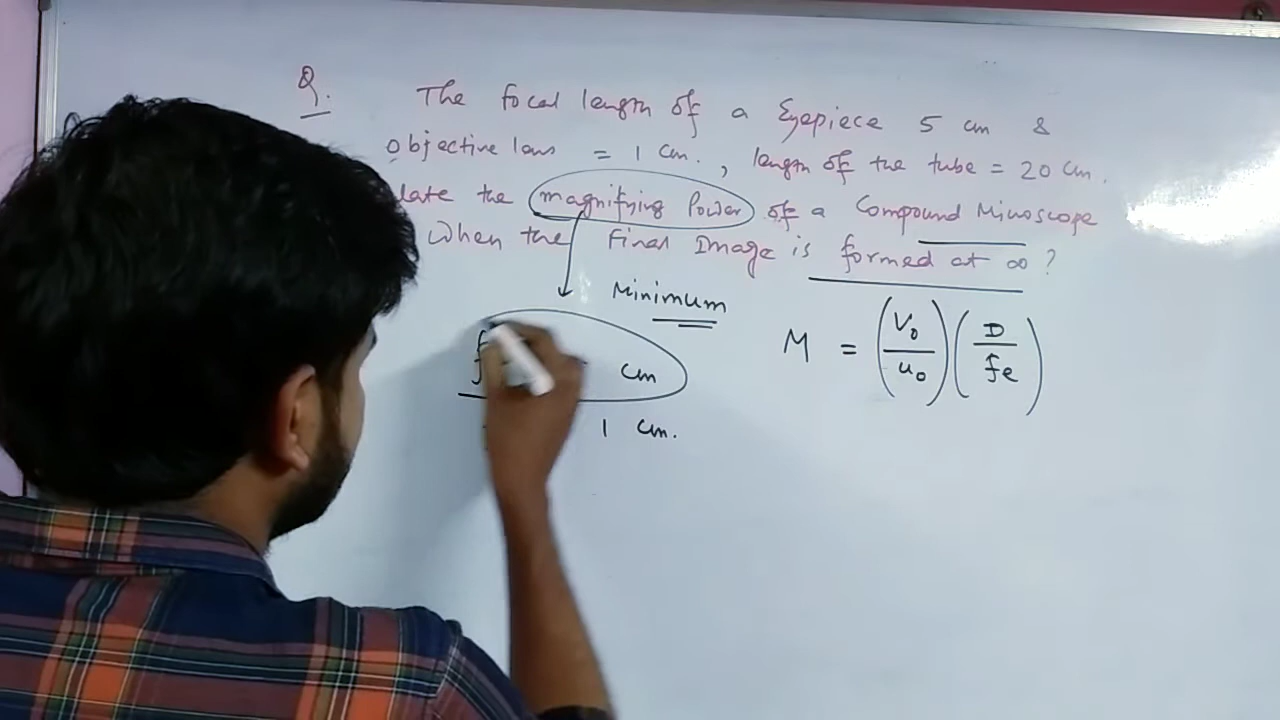 Q. The focal length of a Eyepiece 5 cm &
objective lens = 1 cm. , length of the tube = 20 cm.
late the magnifying Power of a Compound Microscope
When the Final Image is formed at ∞ ?
Minimum
M = (V₀/u₀) (D/fe)
f cm
1 cm.